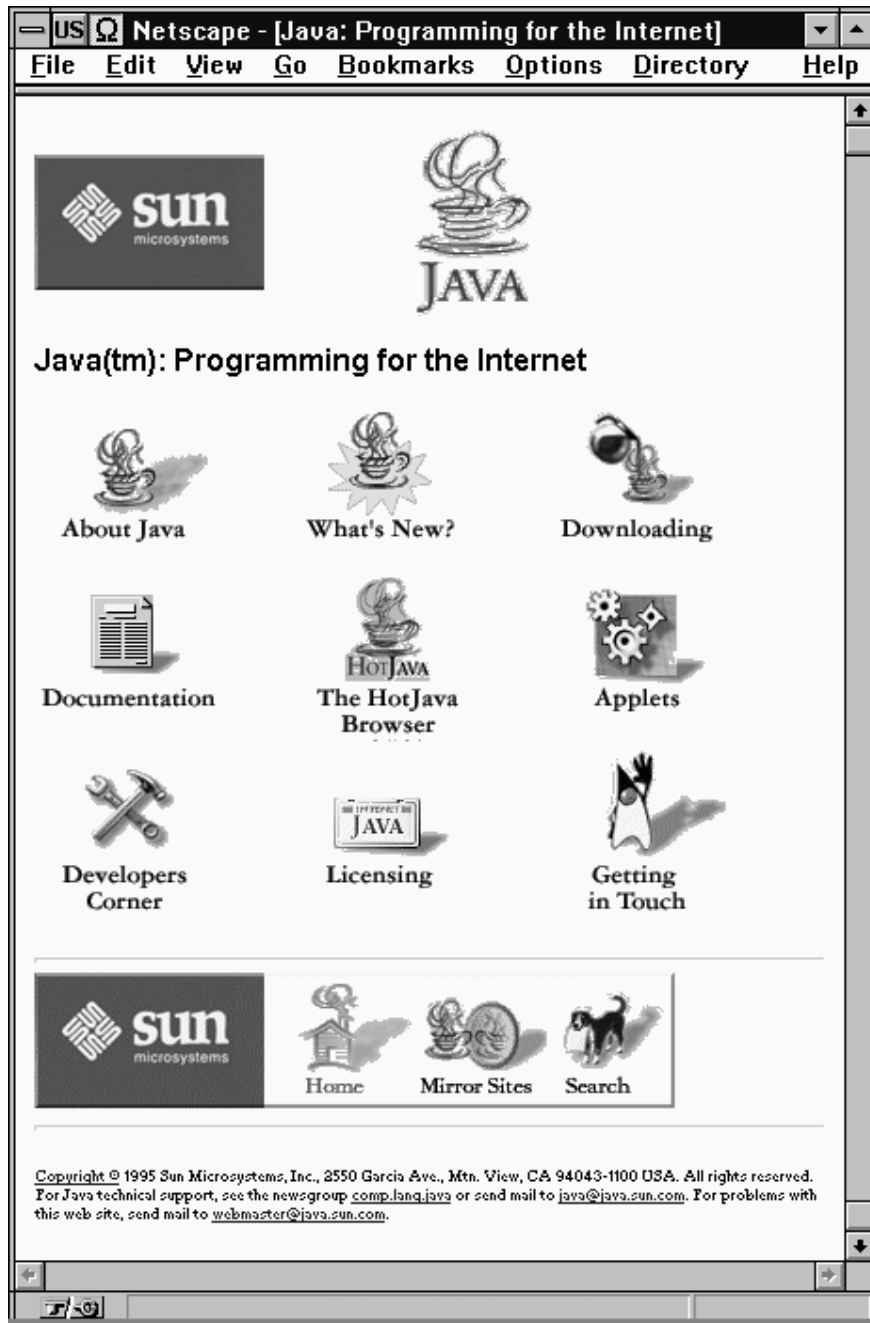 US Ω Netscape - [Java: Programming for the Internet]
File Edit View Go Bookmarks Options Directory Help
sun
microsystems
JAVA
Java(tm): Programming for the Internet
About Java
What's New?
Downloading
Documentation
HOTJAVA
The HotJava
Browser
Applets
Developers
Corner
INTERNET
JAVA
Licensing
Getting
in Touch
sun
microsystems
Home
Mirror Sites
Search
Copyright © 1995 Sun Microsystems, Inc., 2550 Garcia Ave., Mtn. View, CA 94043-1100 USA. All rights reserved.
For Java technical support, see the newsgroup comp.lang.java or send mail to java@java.sun.com. For problems with
this web site, send mail to webmaster@java.sun.com.